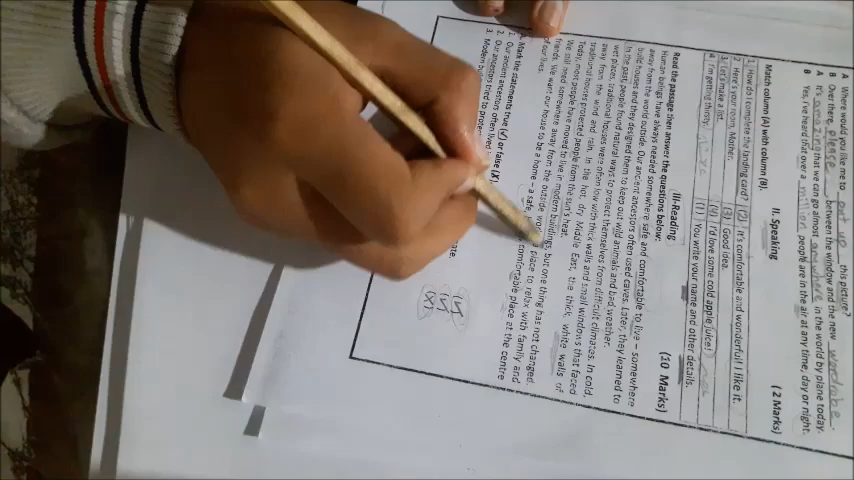 A Where would you like me to put up this picture?
B Over there, please, between the window and the new wardrobe.
A It's amazing that we can go almost anywhere in the world by plane today.
B Yes, I've heard that over a million people are in the air at any time, day or night.
II. Speaking (2 Marks)
Match column (A) with column (B).
1. How do I complete the landing card? (2) It's comfortable and wonderful! I like it.
2. Here's your room, Mother. (3) Good idea.
3. Let's make a list. (4) I'd love some cold apple juice!
4. I'm getting thirsty. (1) You write your name and other details.
III-Reading (10 Marks)
Read the passage then answer the questions below:
Human beings have always needed somewhere safe and comfortable to live – somewhere
away from the world outside. Our ancient ancestors often used caves. Later, they learned to
build houses and they designed them to keep out wild animals and bad weather.
In the past, people found natural ways to protect themselves from difficult climates. In cold,
wet places, traditional houses were often low with thick walls and small windows that faced
away from the wind and rain. In the hot, dry Middle East, the thick, white walls of
traditional houses protected people from the sun's heat.
Today, most people have moved to live in modern buildings, but one thing has not changed.
We still need somewhere away from the outside place to relax with family and
friends. We want our house to be a home – a safe, comfortable place at the centre
of our lives.
Mark the statements true (✓) or false (X)
1. Our ancient ancestors often lived (✓)
2. Our ancestors (✓)
3. Modern tried to protect (X)